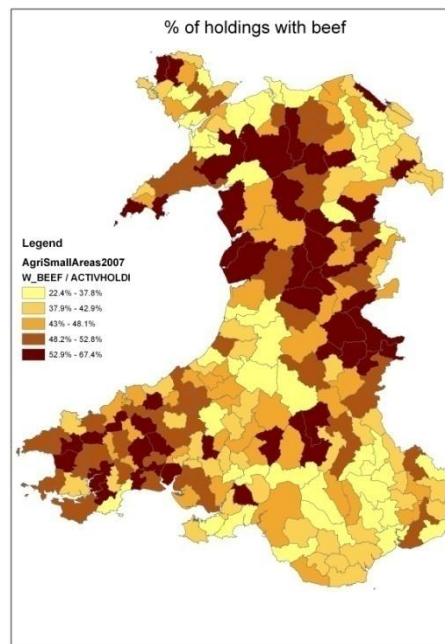 % of holdings with beef
Legend
AgriSmallAreas2007
W_BEEF / ACTIVHOLDI
22.4% - 37.8%
37.9% - 42.9%
43% - 48.1%
48.2% - 52.8%
52.9% - 67.4%